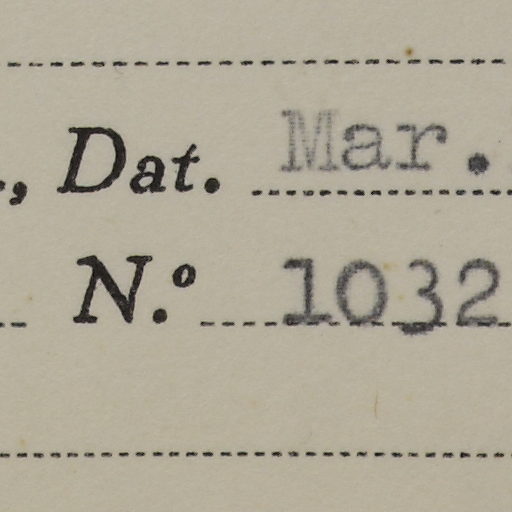 ., Dat. Mar.
N.º 1032